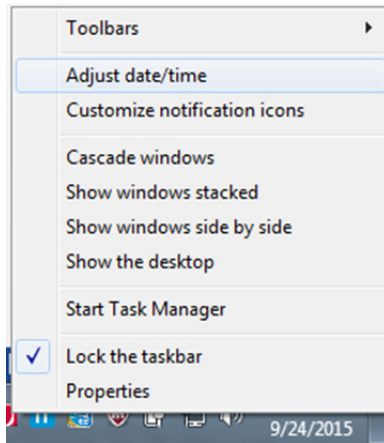 Toolbars
Adjust date/time
Customize notification icons
Cascade windows
Show windows stacked
Show windows side by side
Show the desktop
Start Task Manager
Lock the taskbar
Properties
9/24/2015